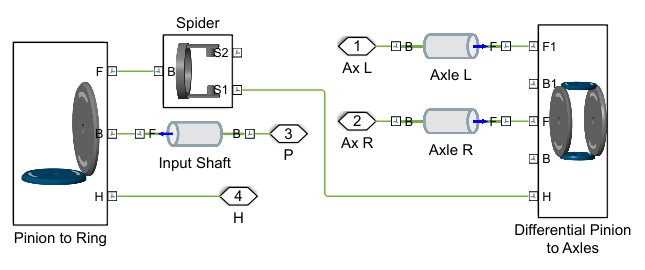 Spider
S2
F
B
S1
B
F
B
Input Shaft
3
P
H
4
H
Pinion to Ring
1
Ax L
B
F
Axle L
F1
B1
2
Ax R
B
F
Axle R
F
B
H
Differential Pinion
to Axles